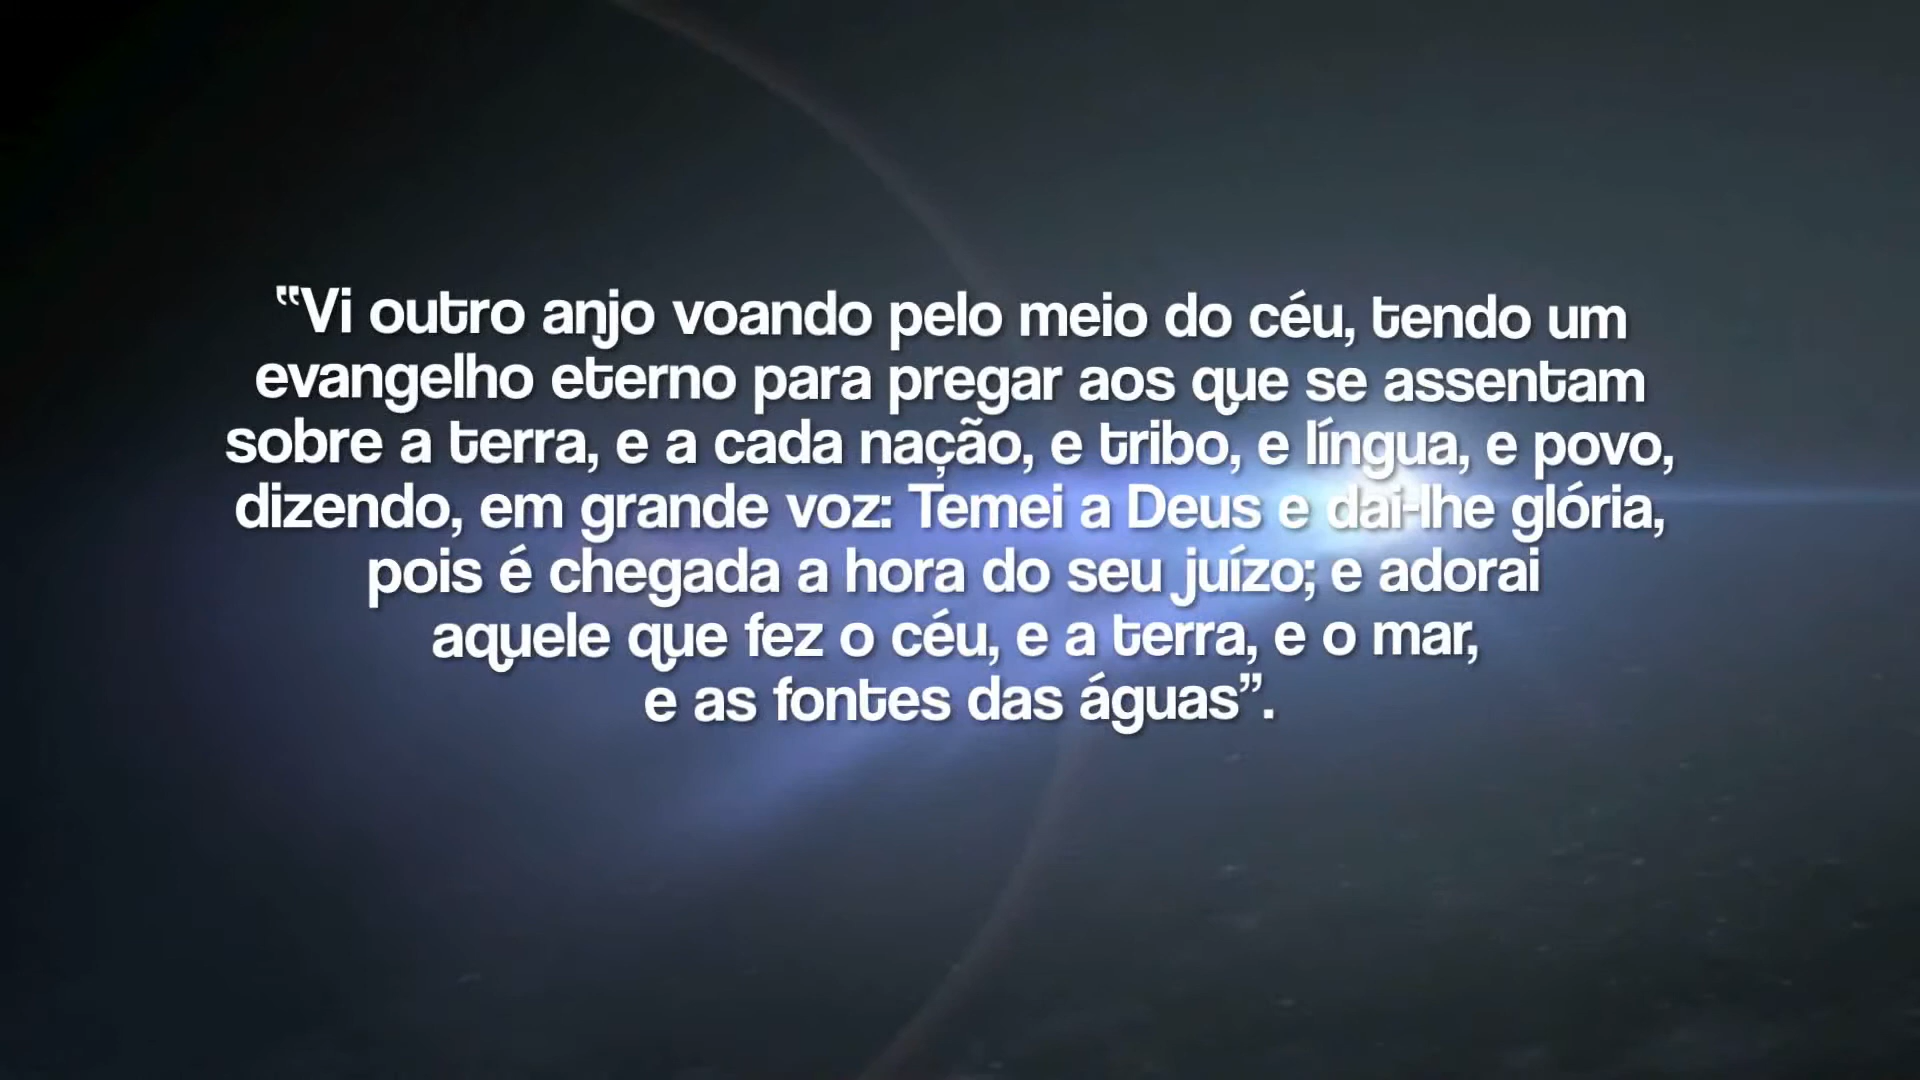 “Vi outro anjo voando pelo meio do céu, tendo um
evangelho eterno para pregar aos que se assentam
sobre a terra, e a cada nação, e tribo, e língua, e povo,
dizendo, em grande voz: Temei a Deus e dai-lhe glória,
pois é chegada a hora do seu juízo; e adorai
aquele que fez o céu, e a terra, e o mar,
e as fontes das águas”.